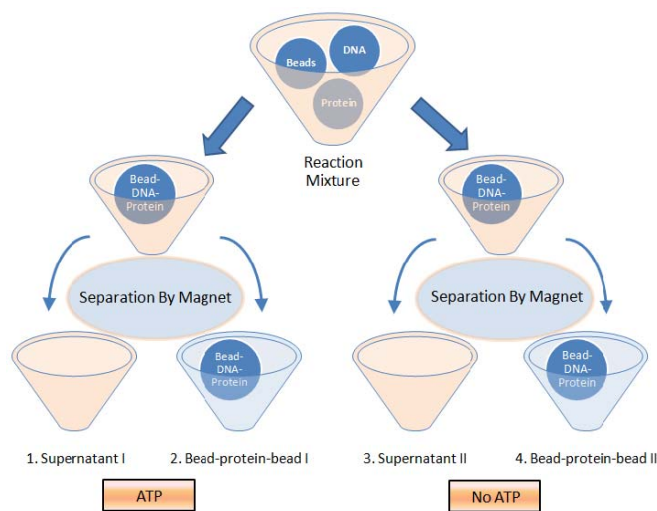 Beads
DNA
Protein
Reaction
Mixture
Bead-
DNA-
Protein
Bead-
DNA-
Protein
Separation By Magnet
Separation By Magnet
Bead-
DNA-
Protein
Bead-
DNA-
Protein
1. Supernatant I
2. Bead-protein-bead I
3. Supernatant II
4. Bead-protein-bead II
ATP
No ATP